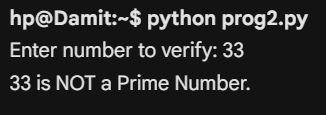 hp@Damit:~$ python prog2.py
Enter number to verify: 33
33 is NOT a Prime Number.